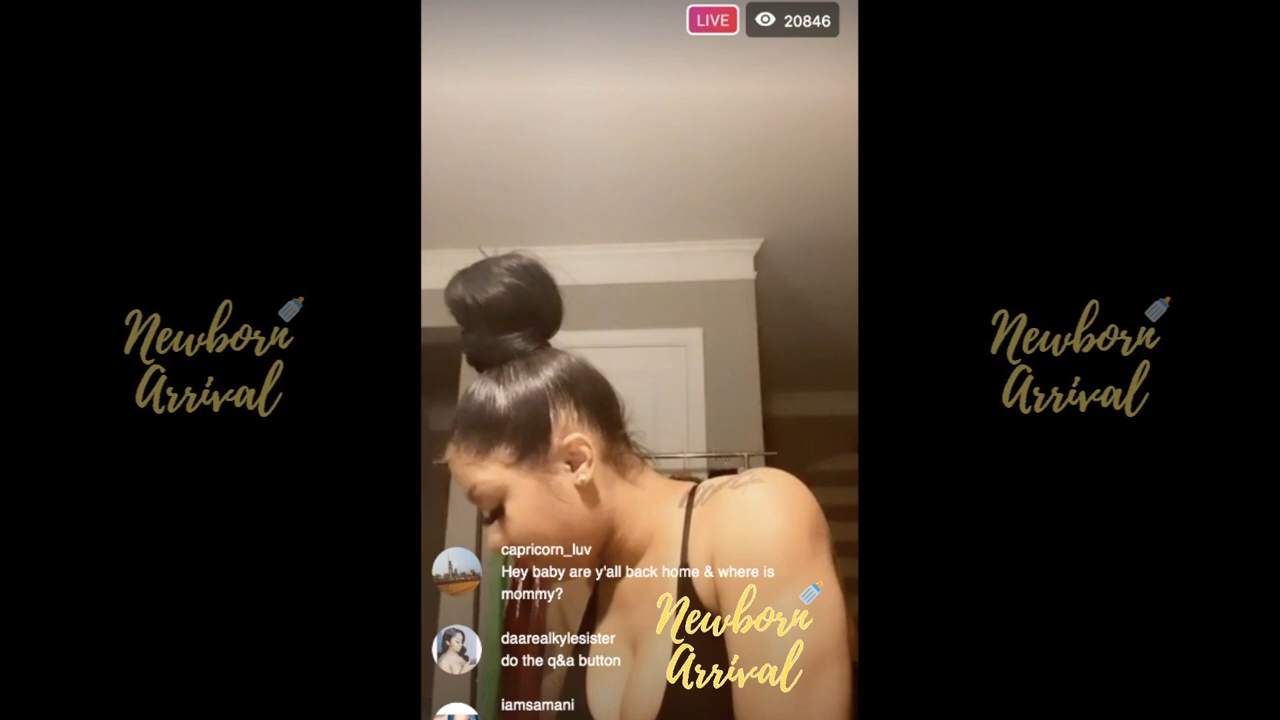 LIVE 20846
Newborn
Arrival
capricorn_luv
Hey baby are y'all back home & where is
mommy?
daarealkylesister
do the q&a button
iamsamani
Newborn
Arrival
Newborn
Arrival